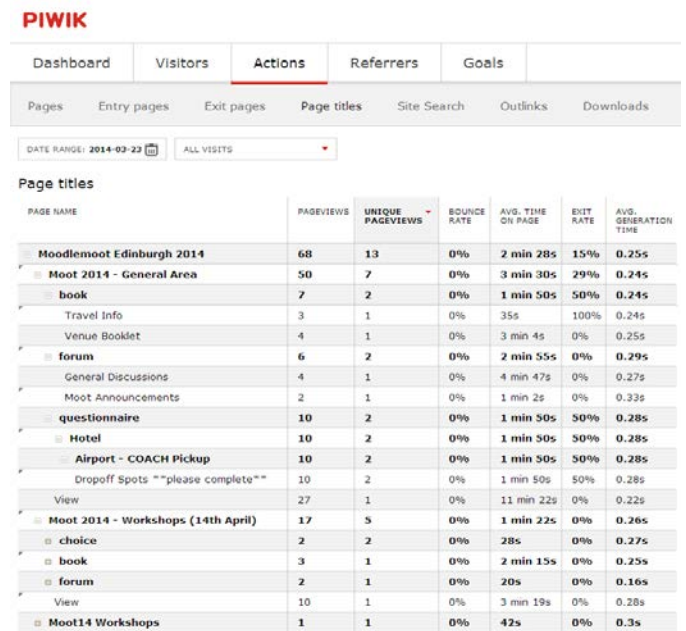 PIWIK
Dashboard Visitors Actions Referrers Goals
Pages Entry pages Exit pages Page titles Site Search Outlinks Downloads
DATE RANGE: 2014-03-23 ALL VISITS
Page titles
PAGE NAME PAGEVIEWS UNIQUE PAGEVIEWS BOUNCE RATE AVG. TIME ON PAGE EXIT RATE AVG. GENERATION TIME
Moodlemoot Edinburgh 2014 68 13 0% 2 min 28s 15% 0.25s
Moot 2014 - General Area 50 7 0% 3 min 30s 29% 0.24s
book 7 2 0% 1 min 50s 50% 0.24s
Travel Info 3 1 0% 35s 100% 0.24s
Venue Booklet 4 1 0% 3 min 4s 0% 0.25s
forum 6 2 0% 2 min 55s 0% 0.29s
General Discussions 4 1 0% 4 min 47s 0% 0.27s
Moot Announcements 2 1 0% 1 min 2s 0% 0.33s
questionnaire 10 2 0% 1 min 50s 50% 0.28s
Hotel 10 2 0% 1 min 50s 50% 0.28s
Airport - COACH Pickup 10 2 0% 1 min 50s 50% 0.28s
Dropoff Spots **please complete** 10 2 0% 1 min 50s 50% 0.28s
View 27 1 0% 11 min 22s 0% 0.22s
Moot 2014 - Workshops (14th April) 17 5 0% 1 min 22s 0% 0.26s
choice 2 2 0% 28s 0% 0.27s
book 3 1 0% 2 min 15s 0% 0.25s
forum 2 1 0% 20s 0% 0.16s
View 10 1 0% 3 min 19s 0% 0.28s
Moot14 Workshops 1 1 0% 42s 0% 0.3s